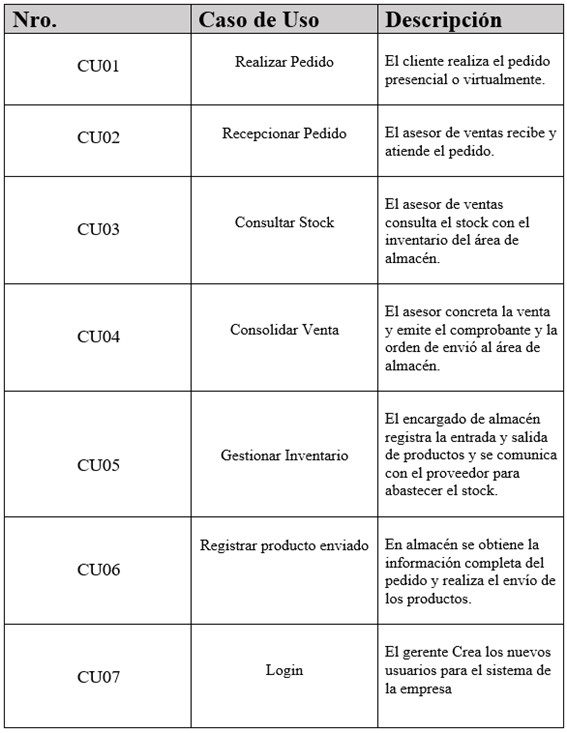 Nro. Caso de Uso Descripción
CU01 Realizar Pedido El cliente realiza el pedido
presencial o virtualmente.
CU02 Recepcionar Pedido El asesor de ventas recibe y
atiende el pedido.
CU03 Consultar Stock El asesor de ventas
consulta el stock con el
inventario del área de
almacén.
CU04 Consolidar Venta El asesor concreta la venta
y emite el comprobante y la
orden de envió al área de
almacén.
CU05 Gestionar Inventario El encargado de almacén
registra la entrada y salida
de productos y se comunica
con el proveedor para
abastecer el stock.
CU06 Registrar producto enviado En almacén se obtiene la
información completa del
pedido y realiza el envío de
los productos.
CU07 Login El gerente Crea los nuevos
usuarios para el sistema de
la empresa